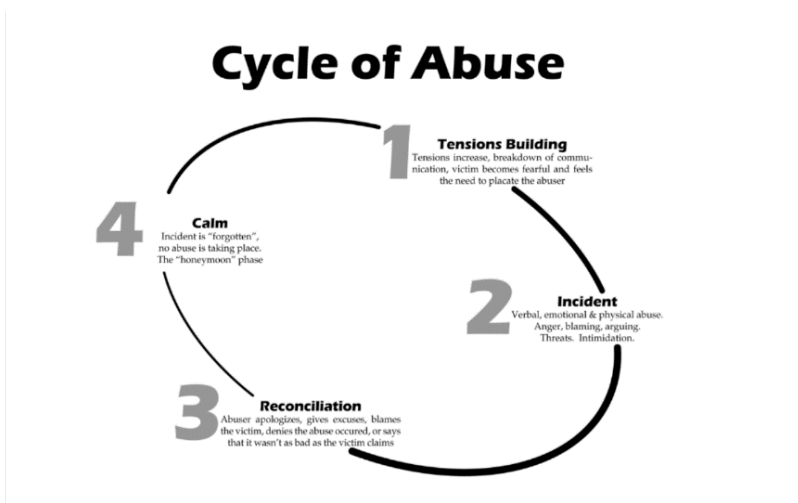 Cycle of Abuse
1
Tensions Building
Tensions increase, breakdown of commu-
nication, victim becomes fearful and feels
the need to placate the abuser
2
Incident
Verbal, emotional & physical abuse.
Anger, blaming, arguing.
Threats. Intimidation.
3
Reconciliation
Abuser apologizes, gives excuses, blames
the victim, denies the abuse occured, or says
that it wasn't as bad as the victim claims
4
Calm
Incident is "forgotten",
no abuse is taking place.
The "honeymoon" phase